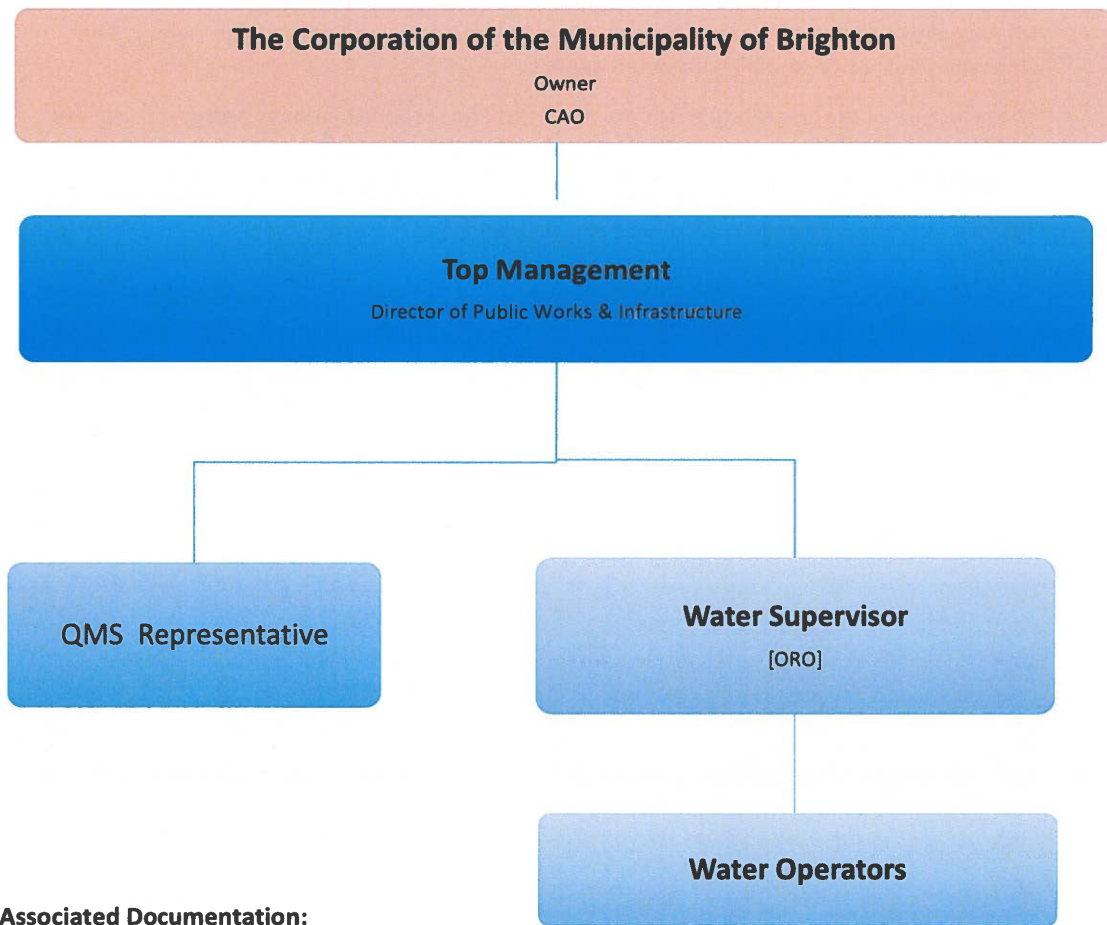 The Corporation of the Municipality of Brighton
Owner
CAO
Top Management
Director of Public Works & Infrastructure
QMS Representative
Water Supervisor
[ORO]
Water Operators
Associated Documentation: